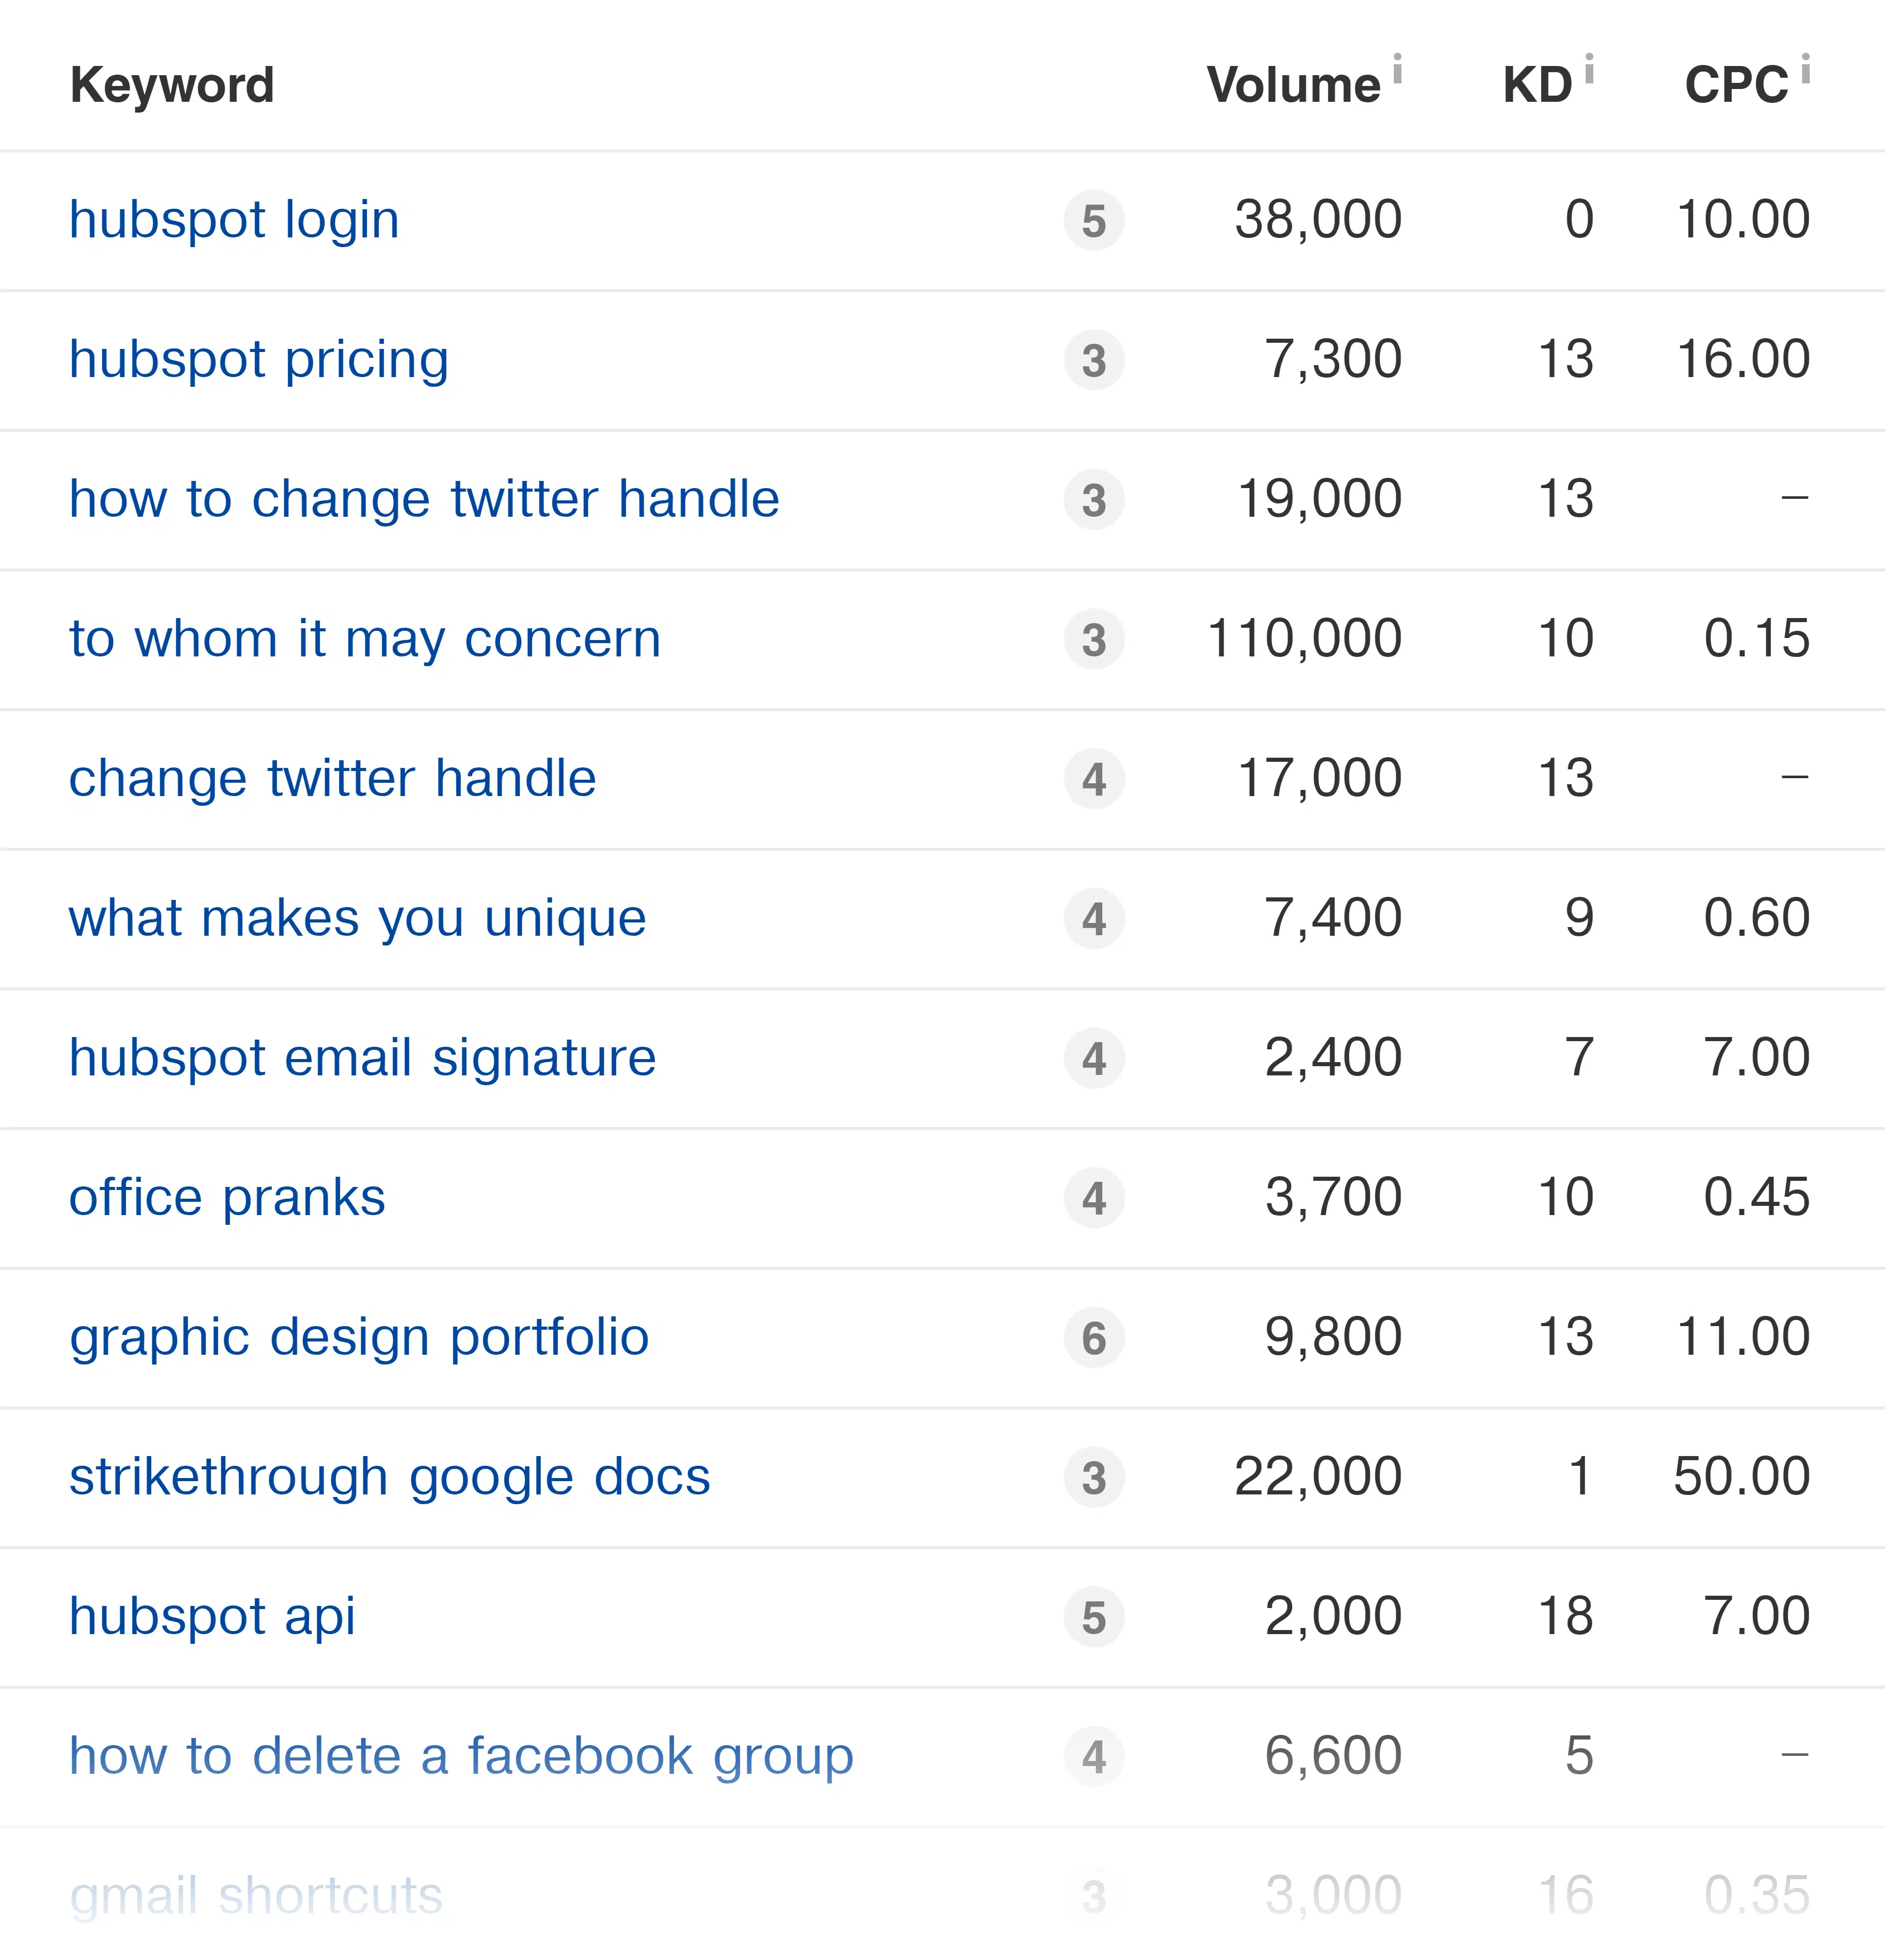 Keyword Volume i KD i CPC i
hubspot login 5 38,000 0 10.00
hubspot pricing 3 7,300 13 16.00
how to change twitter handle 3 19,000 13 –
to whom it may concern 3 110,000 10 0.15
change twitter handle 4 17,000 13 –
what makes you unique 4 7,400 9 0.60
hubspot email signature 4 2,400 7 7.00
office pranks 4 3,700 10 0.45
graphic design portfolio 6 9,800 13 11.00
strikethrough google docs 3 22,000 1 50.00
hubspot api 5 2,000 18 7.00
how to delete a facebook group 4 6,600 5 –
gmail shortcuts 3 3,000 16 0.35